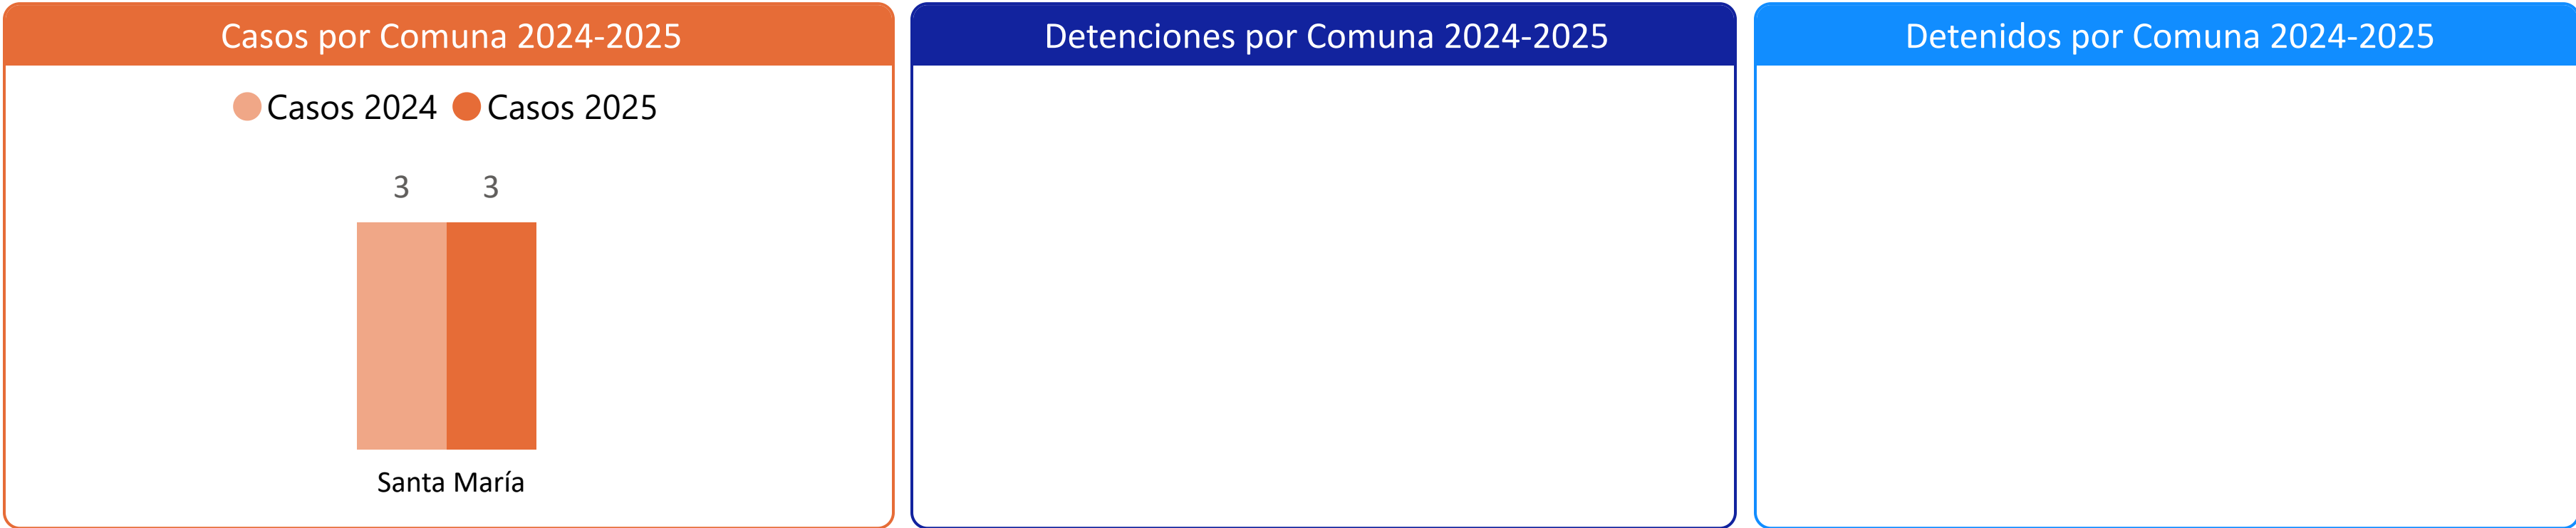 Casos por Comuna 2024-2025
Casos 2024 Casos 2025
3 3
Santa María
Detenciones por Comuna 2024-2025
Detenidos por Comuna 2024-2025